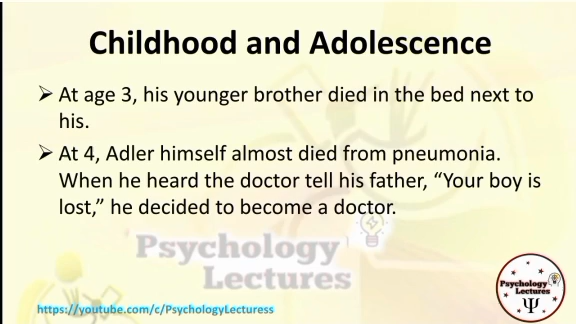 Childhood and Adolescence
➢ At age 3, his younger brother died in the bed next to
his.
➢ At 4, Adler himself almost died from pneumonia.
When he heard the doctor tell his father, “Your boy is
lost,” he decided to become a doctor.
Psychology
Lectures
https://youtube.com/c/PsychologyLecturess
Psychology
Lectures
Ψ